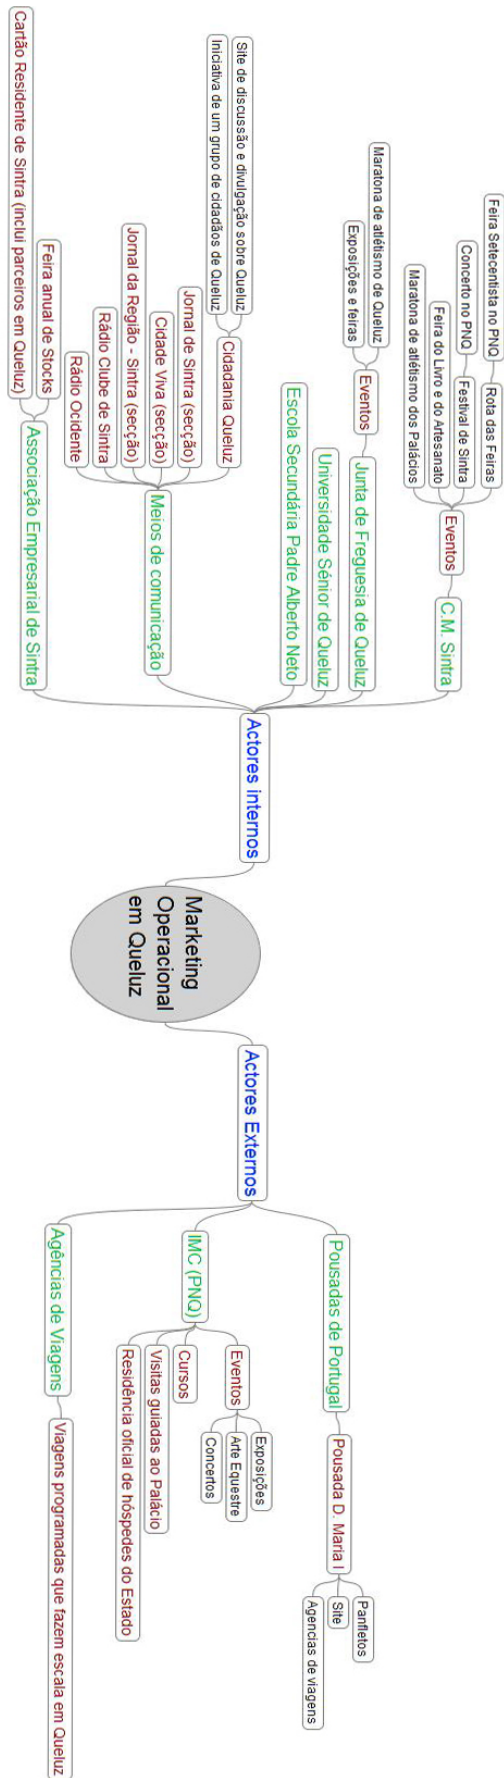 Feira Setecentista no PNQ
Rota das Feiras
Concerto no PNQ
Festival de Sintra
Feira do Livro e do Artesanato
Maratona de atlétismo dos Palácios
Eventos
C.M. Sintra
Maratona de atlétismo de Queluz
Exposições e feiras
Eventos
Junta de Freguesia de Queluz
Universidade Sénior de Queluz
Escola Secundária Padre Alberto Neto
Site de discussão e divulgação sobre Queluz
Iniciativa de um grupo de cidadãos de Queluz
Cidadania Queluz
Jornal de Sintra (secção)
Cidade Viva (secção)
Jornal da Região - Sintra (secção)
Rádio Clube de Sintra
Rádio Ocidente
Meios de comunicação
Feira anual de Stocks
Cartão Residente de Sintra (inclui parceiros em Queluz)
Associação Empresarial de Sintra
Actores internos
Marketing
Operacional
em Queluz
Actores Externos
Pousadas de Portugal
Pousada D. Maria I
Panfletos
Site
Agencias de viagens
IMC (PNQ)
Eventos
Exposições
Arte Equestre
Concertos
Cursos
Visitas guiadas ao Palácio
Residência oficial de hóspedes do Estado
Agências de Viagens
Viagens programadas que fazem escala em Queluz